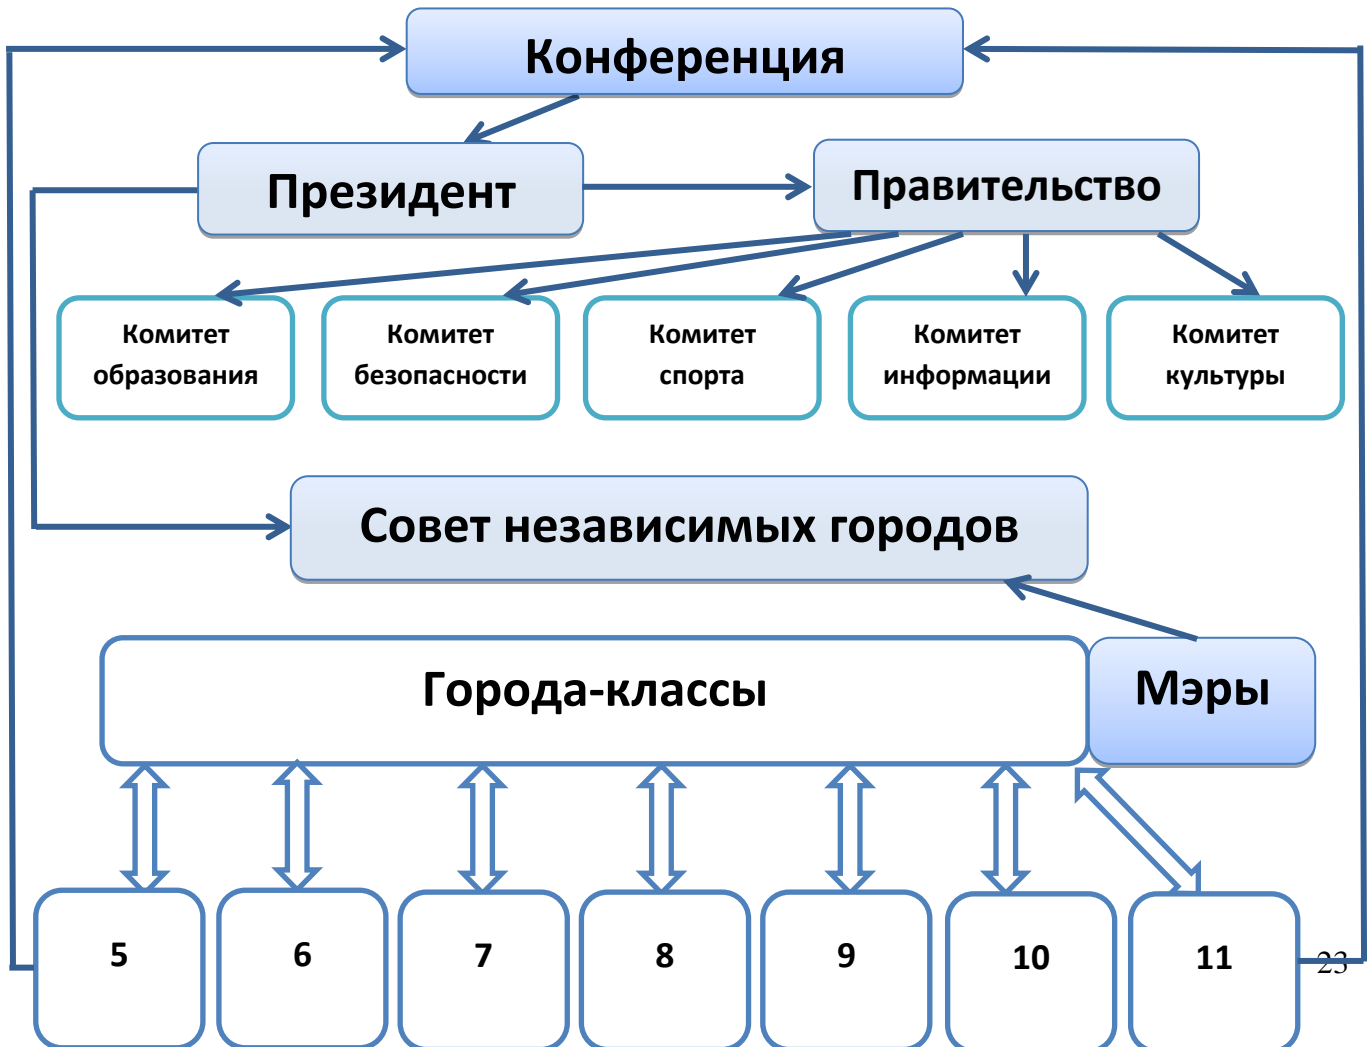 Конференция
Президент
Правительство
Комитет
образования
Комитет
безопасности
Комитет
спорта
Комитет
информации
Комитет
культуры
Совет независимых городов
Города-классы
Мэры
5
6
7
8
9
10
11
23